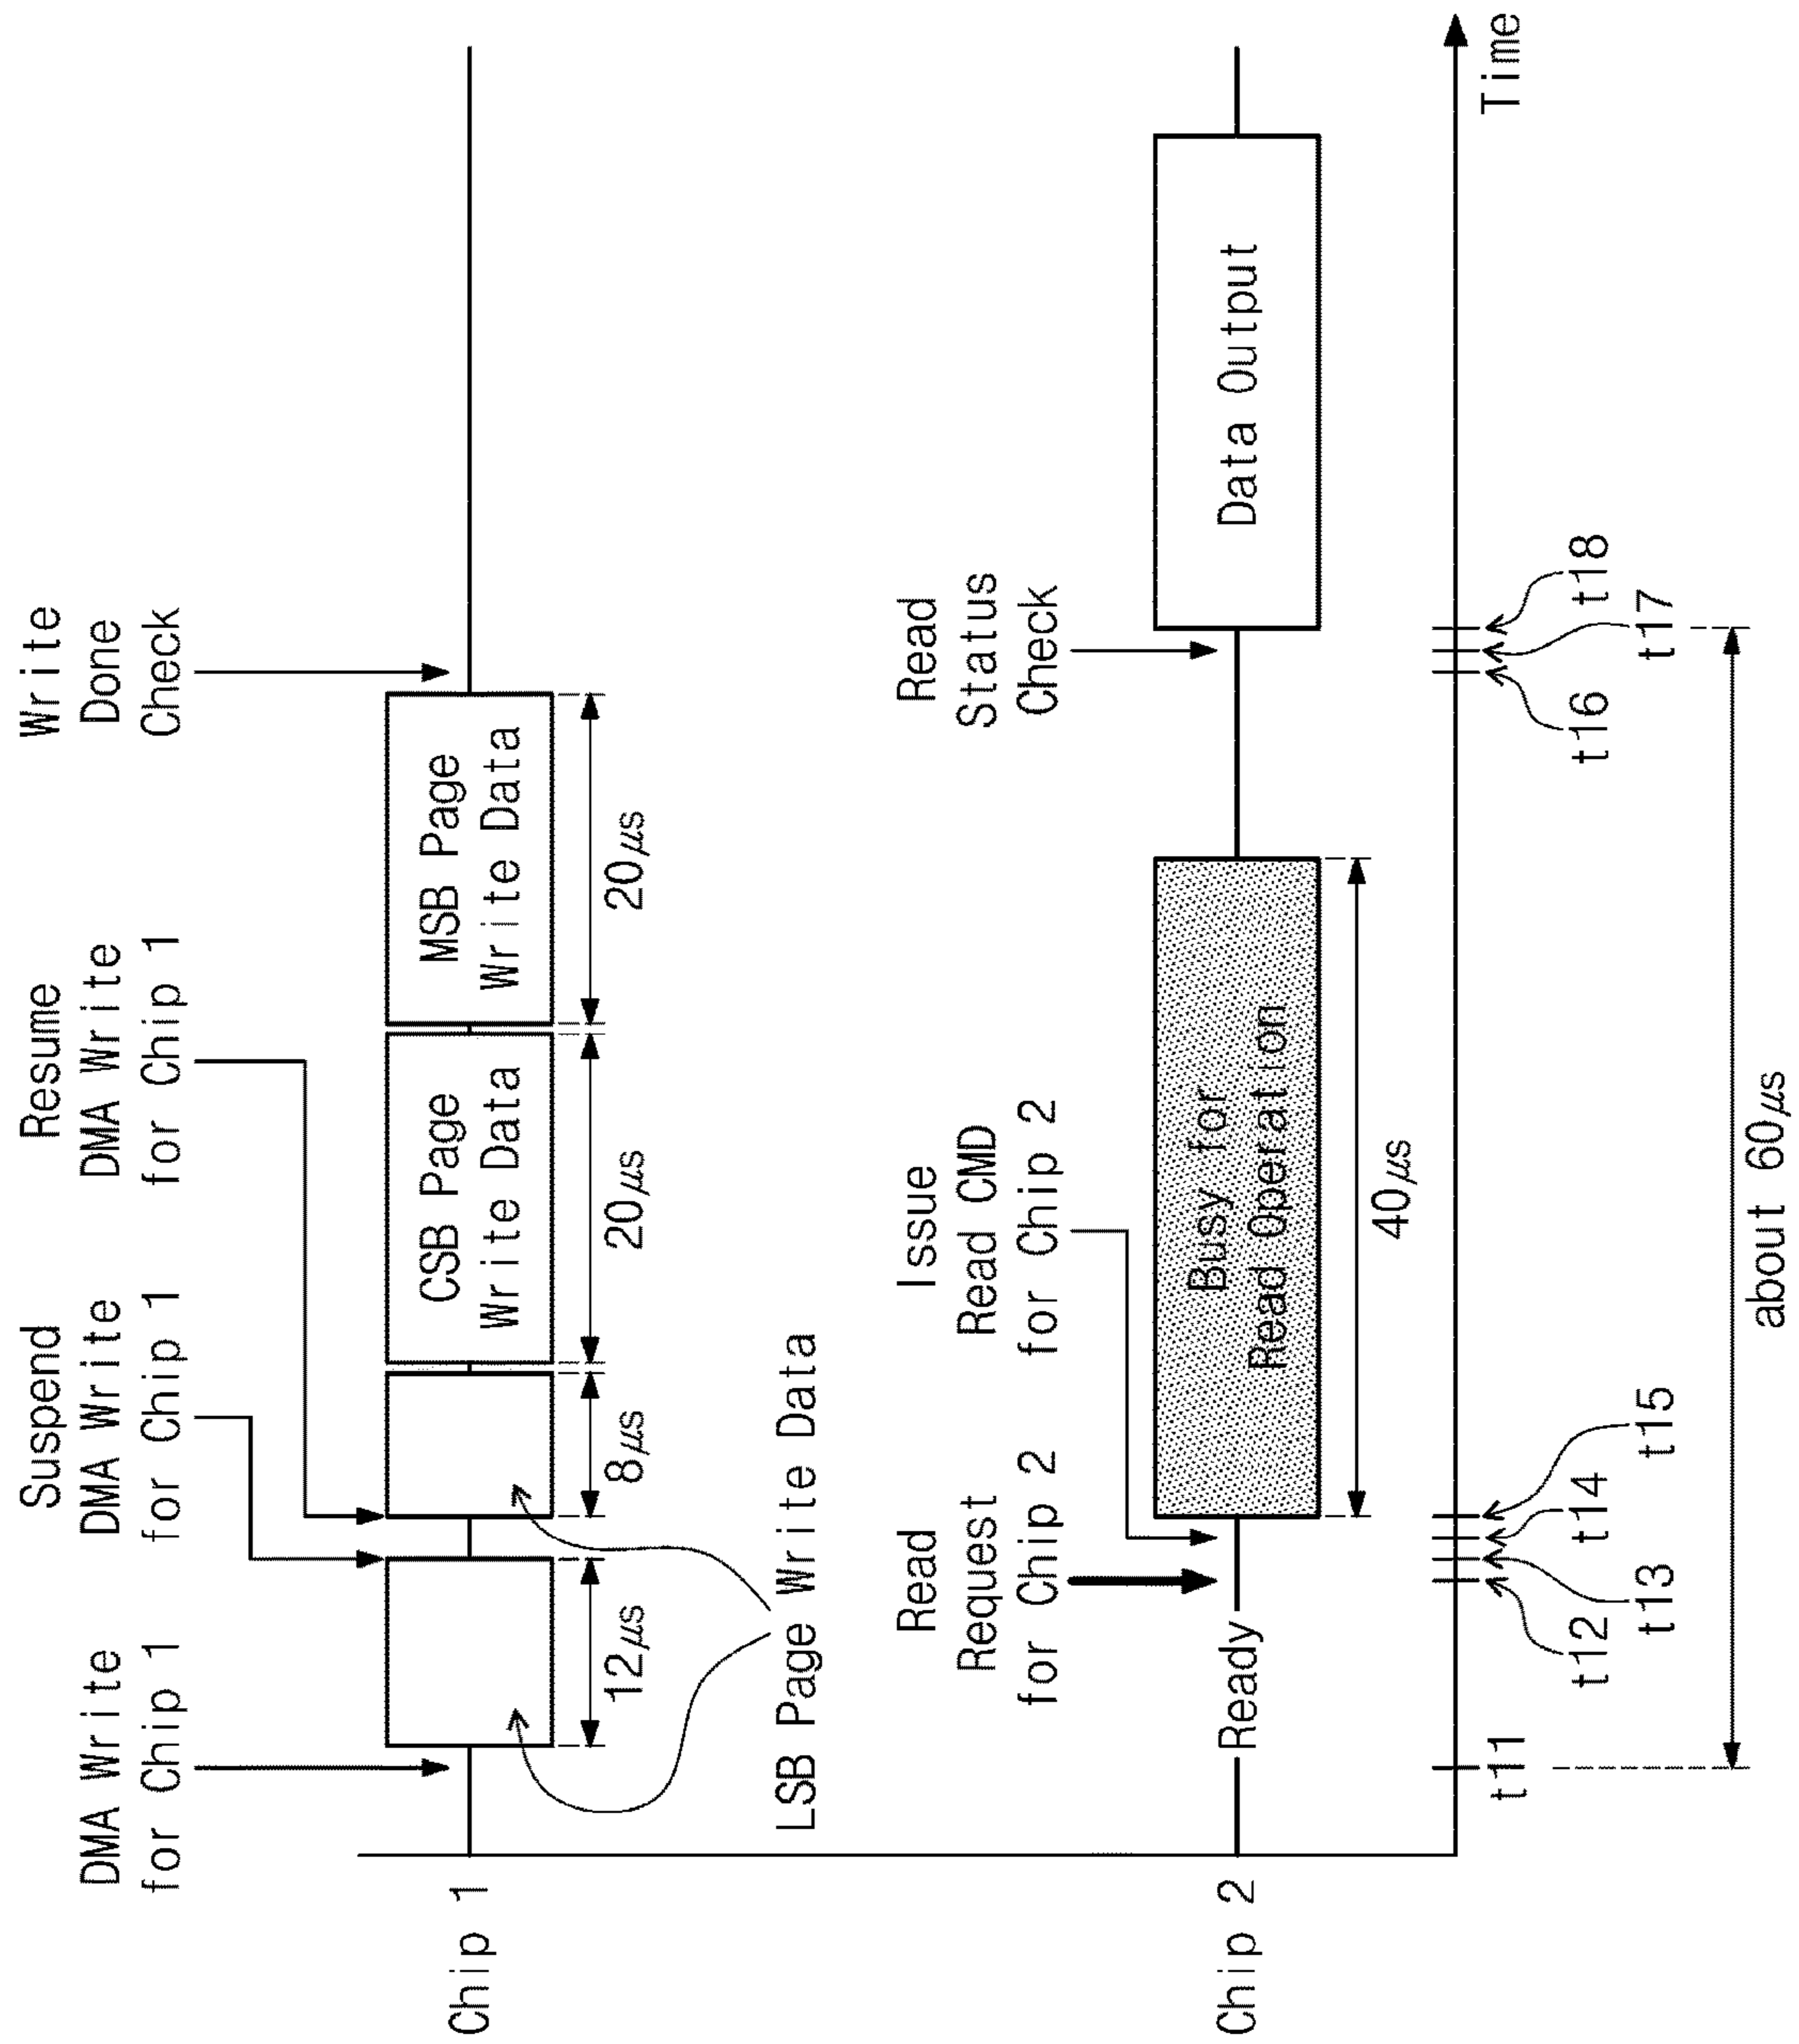 DMA Write
for Chip 1
Suspend
DMA Write
for Chip 1
Resume
DMA Write
for Chip 1
Write
Done
Check
Chip 1
CSB Page
Write Data
MSB Page
Write Data
12μs
8μs
20μs
20μs
LSB Page Write Data
Read
Request
for Chip 2
Issue
Read CMD
for Chip 2
Read
Status
Check
Chip 2
Ready
Busy for
Read Operation
Data Output
40μs
Time
t11
t12
t13
t14
t15
t16
t17
t18
about 60μs